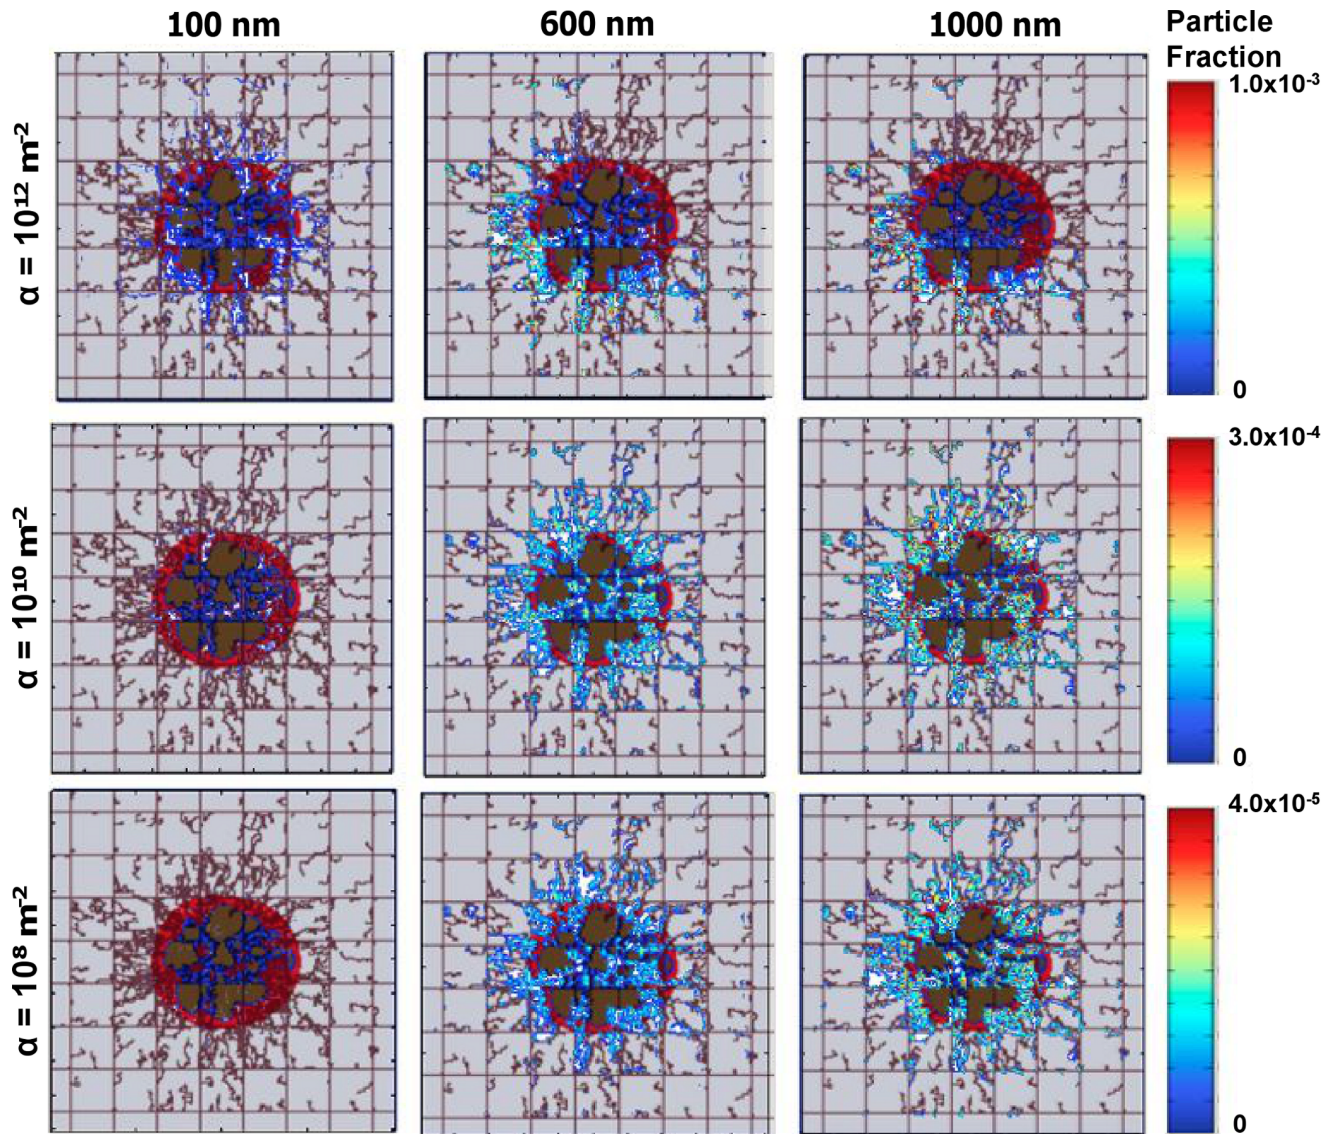 100 nm
600 nm
1000 nm
Particle
Fraction
α = 10¹² m⁻²
1.0x10⁻³
0
α = 10¹⁰ m⁻²
3.0x10⁻⁴
0
α = 10⁸ m⁻²
4.0x10⁻⁵
0